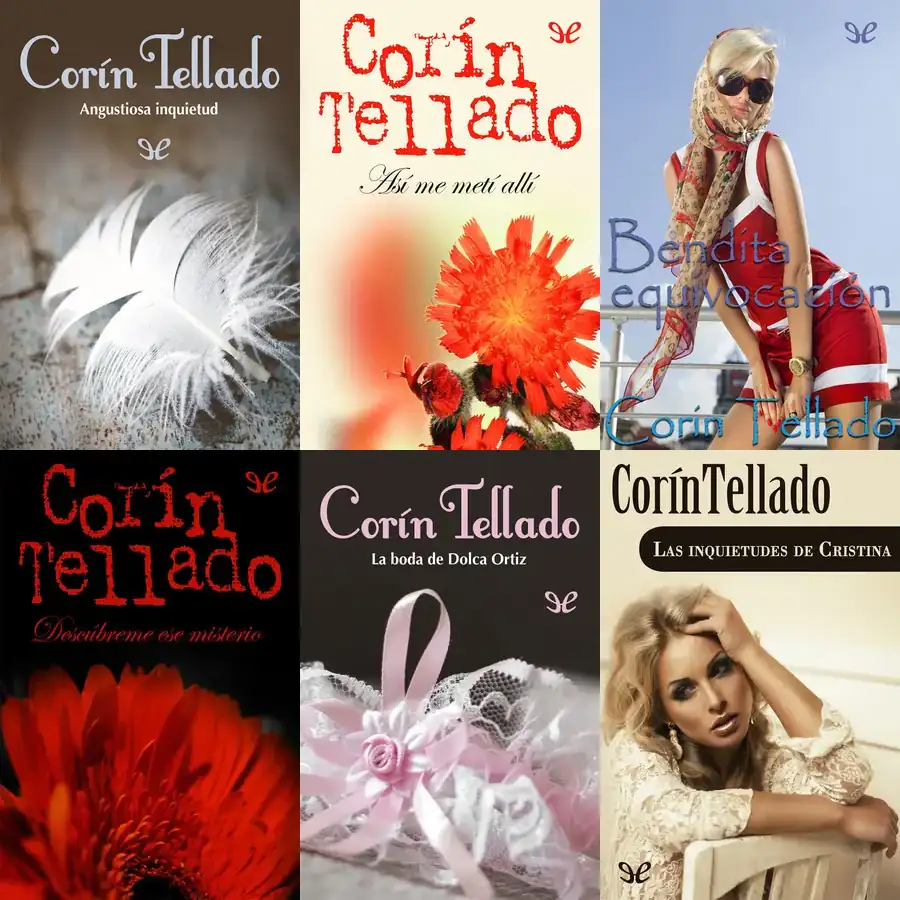 Corín Tellado
Angustiosa inquietud
Corín
Tellado
Así me metí allí
Bendita
equivocación
Corín Tellado
Corín
Tellado
Descúbreme ese misterio
Corín Tellado
La boda de Dolca Ortiz
CorínTellado
Las inquietudes de Cristina